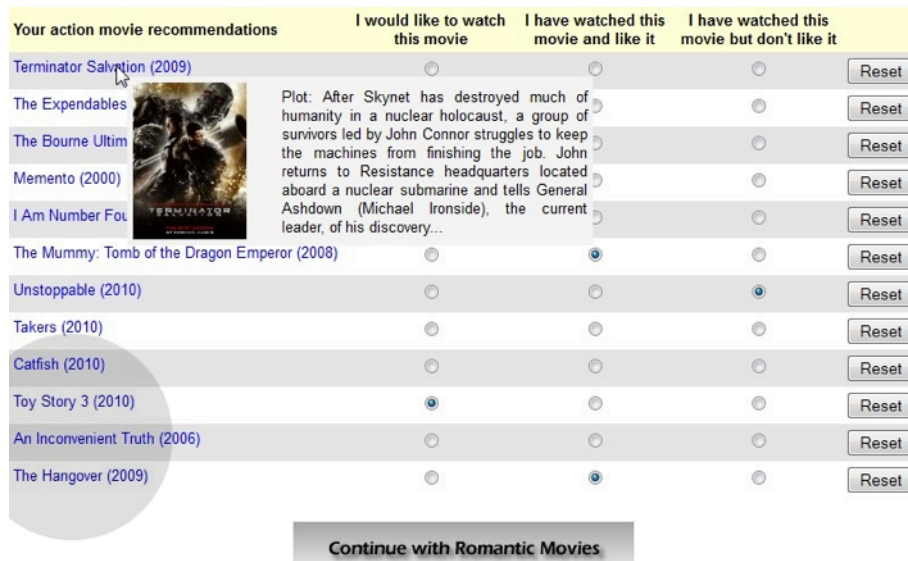 Your action movie recommendations
I would like to watch
this movie
I have watched this
movie and like it
I have watched this
movie but don't like it
Terminator Salvation (2009)
Reset
Plot: After Skynet has destroyed much of
humanity in a nuclear holocaust, a group of
survivors led by John Connor struggles to keep
the machines from finishing the job. John
returns to Resistance headquarters located
aboard a nuclear submarine and tells General
Ashdown (Michael Ironside), the current
leader, of his discovery...
TERMINATOR
The Expendables
Reset
The Bourne Ultim
Reset
Memento (2000)
Reset
I Am Number Fou
Reset
The Mummy: Tomb of the Dragon Emperor (2008)
Reset
Unstoppable (2010)
Reset
Takers (2010)
Reset
Catfish (2010)
Reset
Toy Story 3 (2010)
Reset
An Inconvenient Truth (2006)
Reset
The Hangover (2009)
Reset
Continue with Romantic Movies